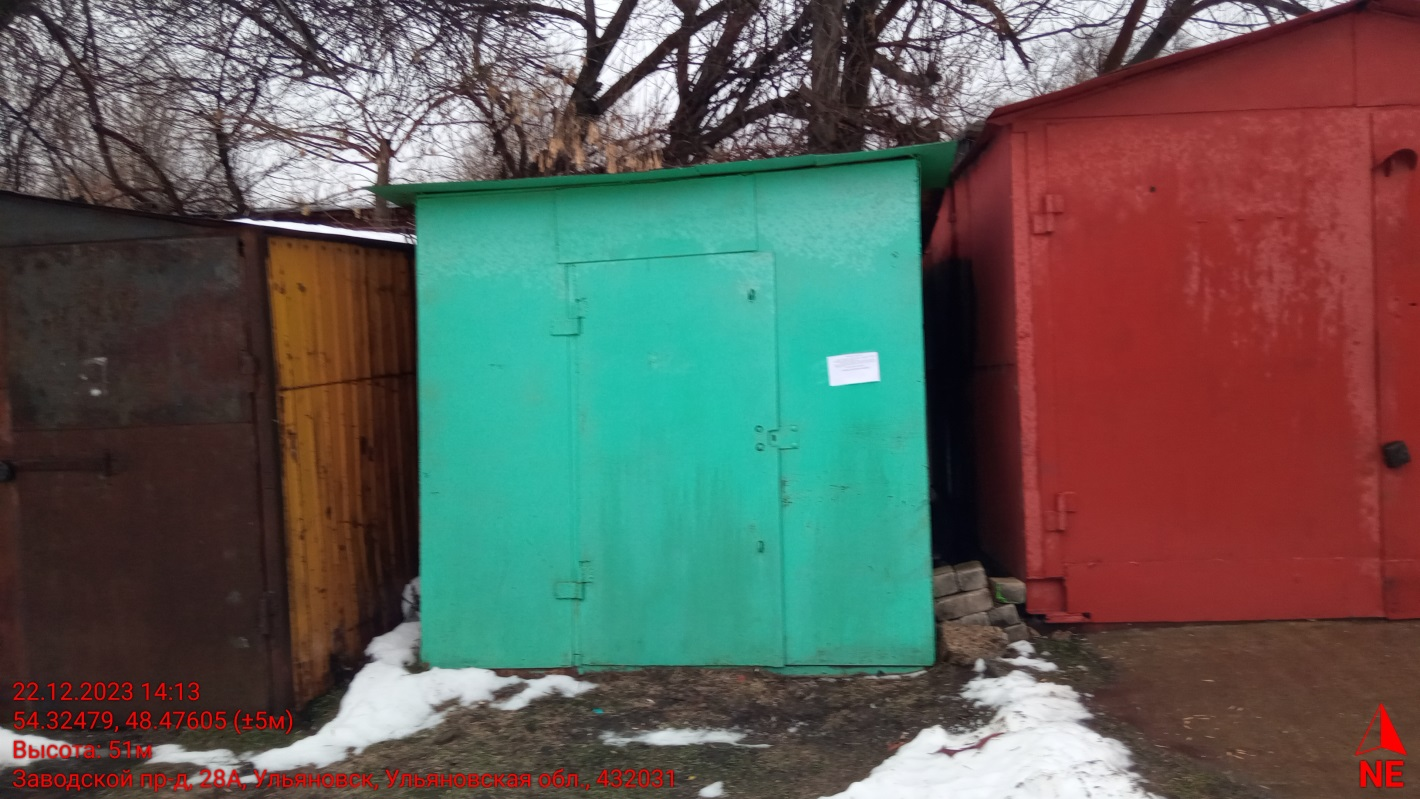 22.12.2023 14:13
54.32479, 48.47605 (±5м)
Высота: 51м
Заводской пр-д, 28А, Ульяновск, Ульяновская обл., 432031
NE